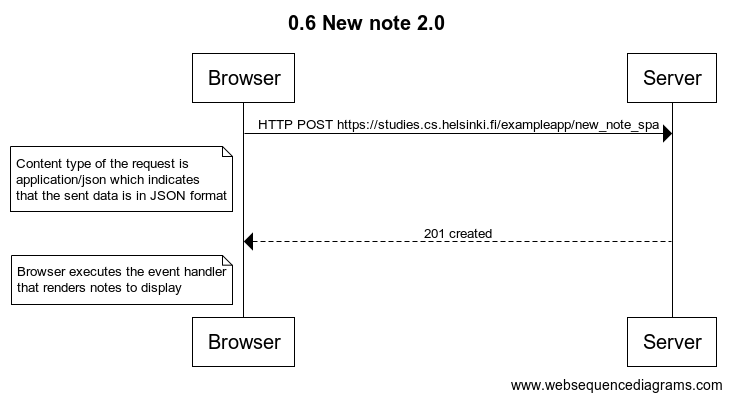 0.6 New note 2.0
Browser
Server
HTTP POST https://studies.cs.helsinki.fi/exampleapp/new_note_spa
Content type of the request is
application/json which indicates
that the sent data is in JSON format
201 created
Browser executes the event handler
that renders notes to display
Browser
Server
www.websequencediagrams.com